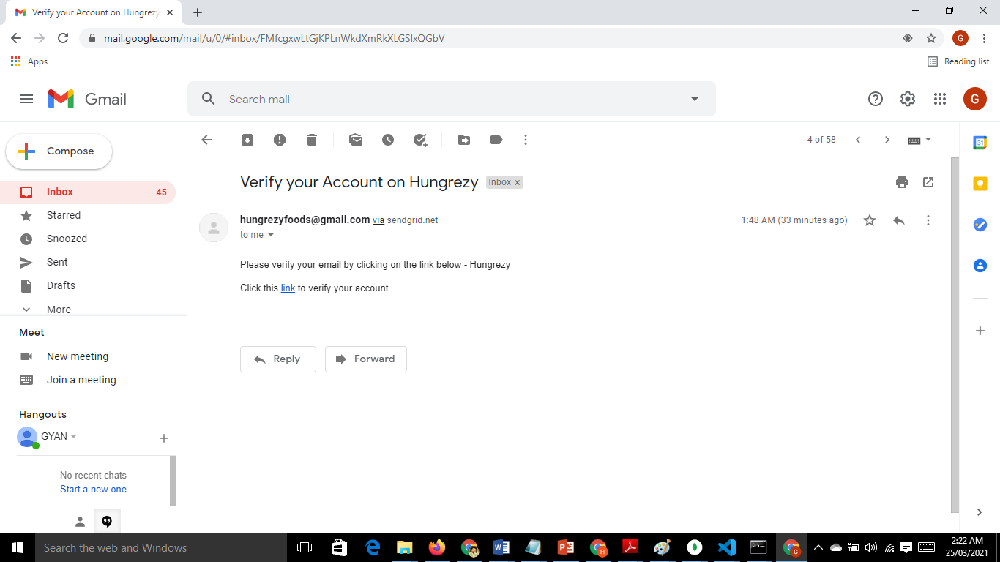 Verify your Account on Hungrezy
mail.google.com/mail/u/0/#inbox/FMfcgxwLtGjKPLnWkdXmRkXLGSlxQGbV
G
Apps
Reading list
Gmail
Search mail
G
Compose
4 of 58
31
Inbox 45
Starred
Snoozed
Sent
Drafts
More
Verify your Account on Hungrezy Inbox ×
hungrezyfoods@gmail.com via sendgrid.net
1:48 AM (33 minutes ago)
to me
Please verify your email by clicking on the link below - Hungrezy
Click this link to verify your account.
Reply
Forward
Meet
New meeting
Join a meeting
Hangouts
GYAN
No recent chats
Start a new one
Search the web and Windows
2:22 AM
25/03/2021